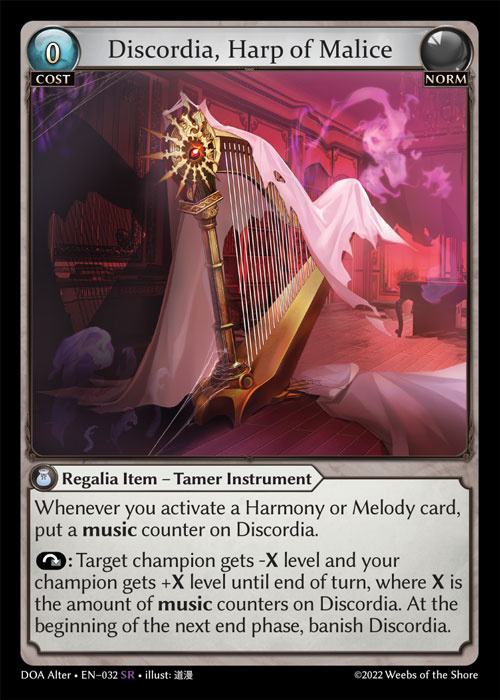 0
Discordia, Harp of Malice
COST
NORM
Regalia Item – Tamer Instrument
Whenever you activate a Harmony or Melody card,
put a music counter on Discordia.
: Target champion gets -X level and your
champion gets +X level until end of turn, where X is
the amount of music counters on Discordia. At the
beginning of the next end phase, banish Discordia.
DOA Alter • EN-032 SR • illust: 道漫
©2022 Weebs of the Shore